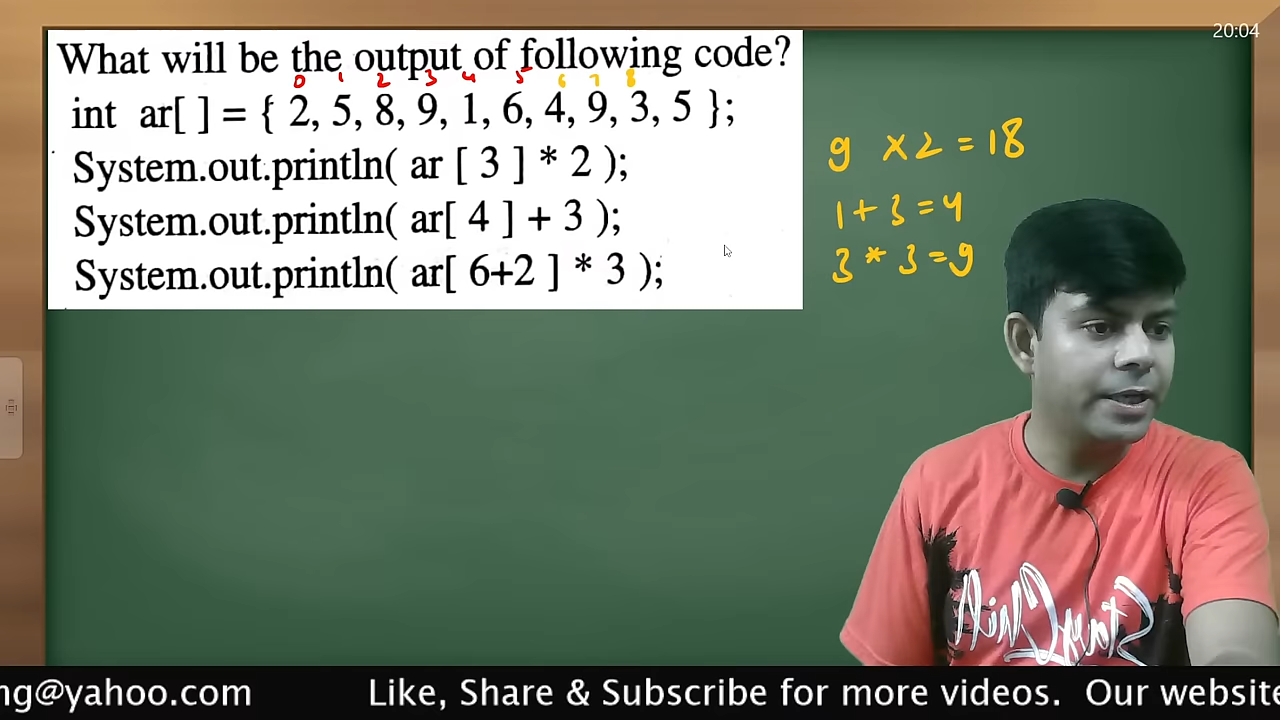 20:04
What will be the output of following code?
0 1 2 3 4 5 6 7 8
int ar[ ] = { 2, 5, 8, 9, 1, 6, 4, 9, 3, 5 };
System.out.println( ar [ 3 ] * 2 );
System.out.println( ar[ 4 ] + 3 );
System.out.println( ar[ 6+2 ] * 3 );
9 × 2 = 18
1 + 3 = 4
3 * 3 = 9
ng@yahoo.com Like, Share & Subscribe for more videos. Our website